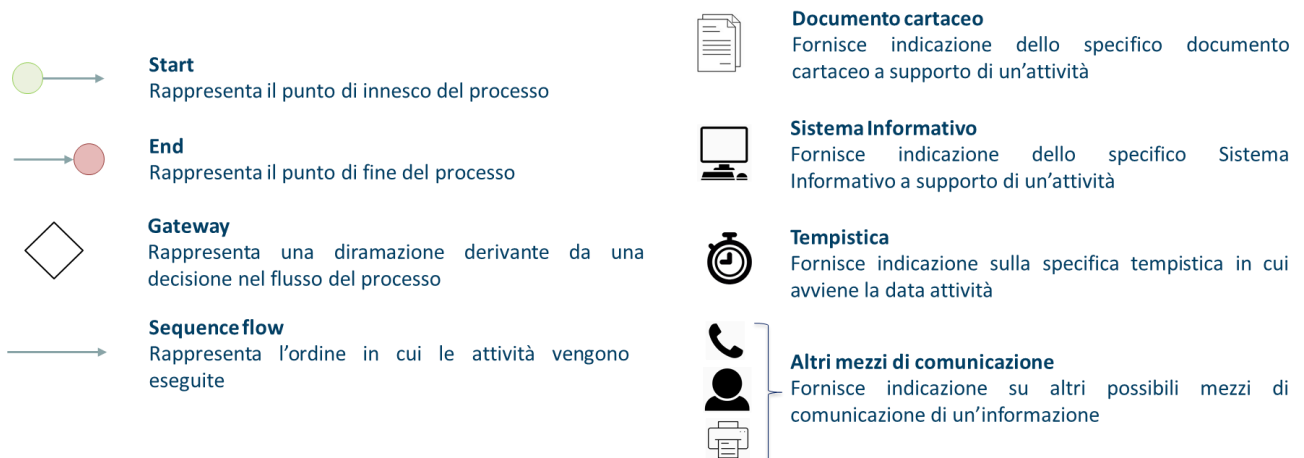 Start
Rappresenta il punto di innesco del processo
End
Rappresenta il punto di fine del processo
Gateway
Rappresenta una diramazione derivante da una
decisione nel flusso del processo
Sequence flow
Rappresenta l'ordine in cui le attività vengono
eseguite
Documento cartaceo
Fornisce indicazione dello specifico documento
cartaceo a supporto di un'attività
Sistema Informativo
Fornisce indicazione dello specifico Sistema
Informativo a supporto di un'attività
Tempistica
Fornisce indicazione sulla specifica tempistica in cui
avviene la data attività
Altri mezzi di comunicazione
Fornisce indicazione su altri possibili mezzi di
comunicazione di un'informazione